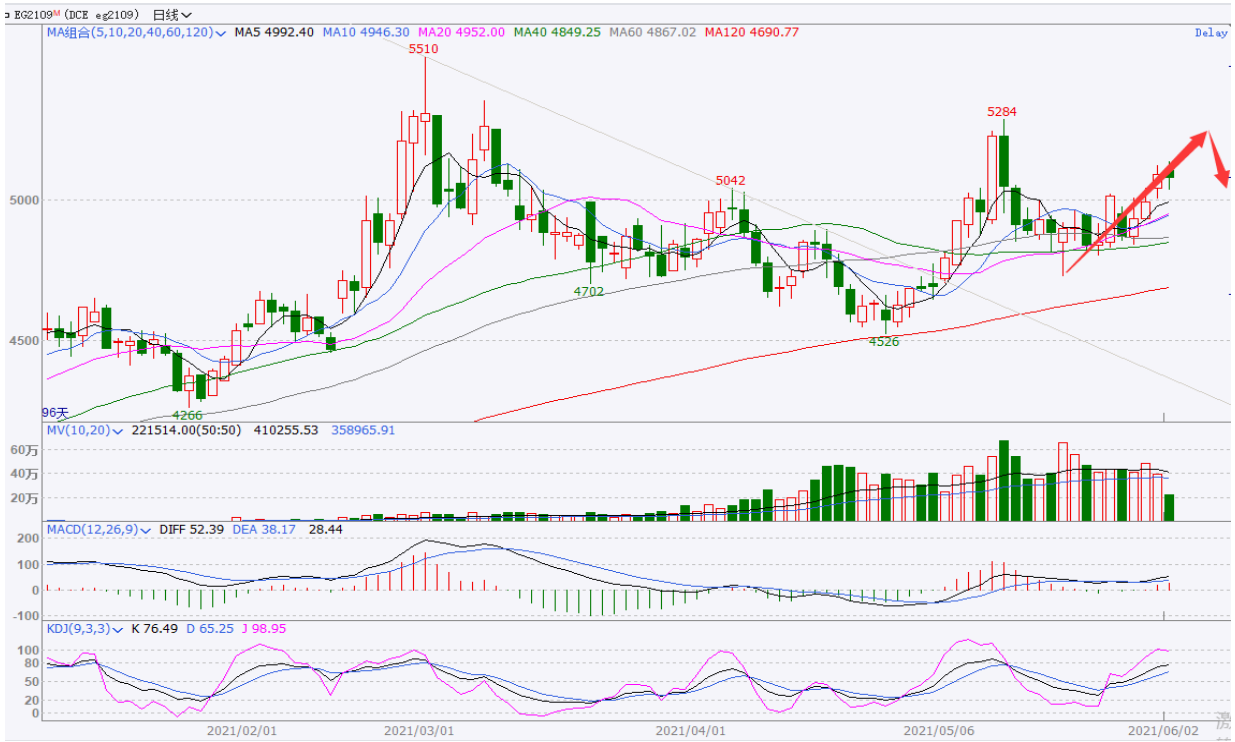 EG2109M (DCE eg2109) 日线
MA组合(5,10,20,40,60,120) MA5 4992.40 MA10 4946.30 MA20 4952.00 MA40 4849.25 MA60 4867.02 MA120 4690.77
Delay
5510
5284
5042
5000
4702
4526
4500
96天
4266
MV(10,20) 221514.00(50:50) 410255.53 358965.91
60万
40万
20万
MACD(12,26,9) DIFF 52.39 DEA 38.17 28.44
200
100
0
-100
KDJ(9,3,3) K 76.49 D 65.25 J 98.95
100
80
50
20
0
2021/02/01 2021/03/01 2021/04/01 2021/05/06 2021/06/02